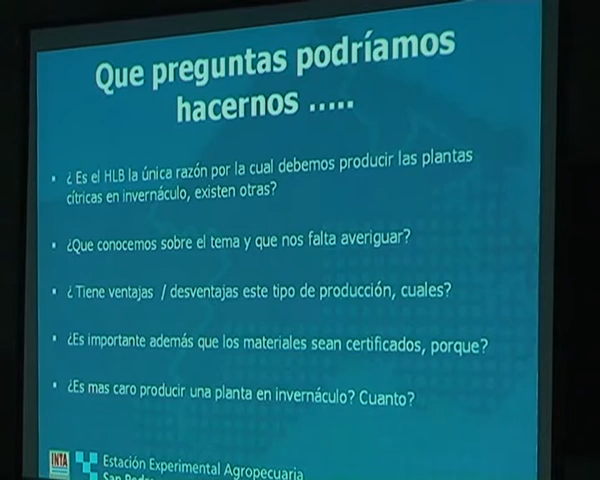 Que preguntas podríamos
hacernos .....
¿ Es el HLB la única razón por la cual debemos producir las plantas
cítricas en invernáculo, existen otras?
¿Que conocemos sobre el tema y que nos falta averiguar?
¿ Tiene ventajas / desventajas este tipo de producción, cuales?
¿Es importante además que los materiales sean certificados, porque?
¿Es mas caro producir una planta en invernáculo? Cuanto?
INTA
Estación Experimental Agropecuaria
San Pedro